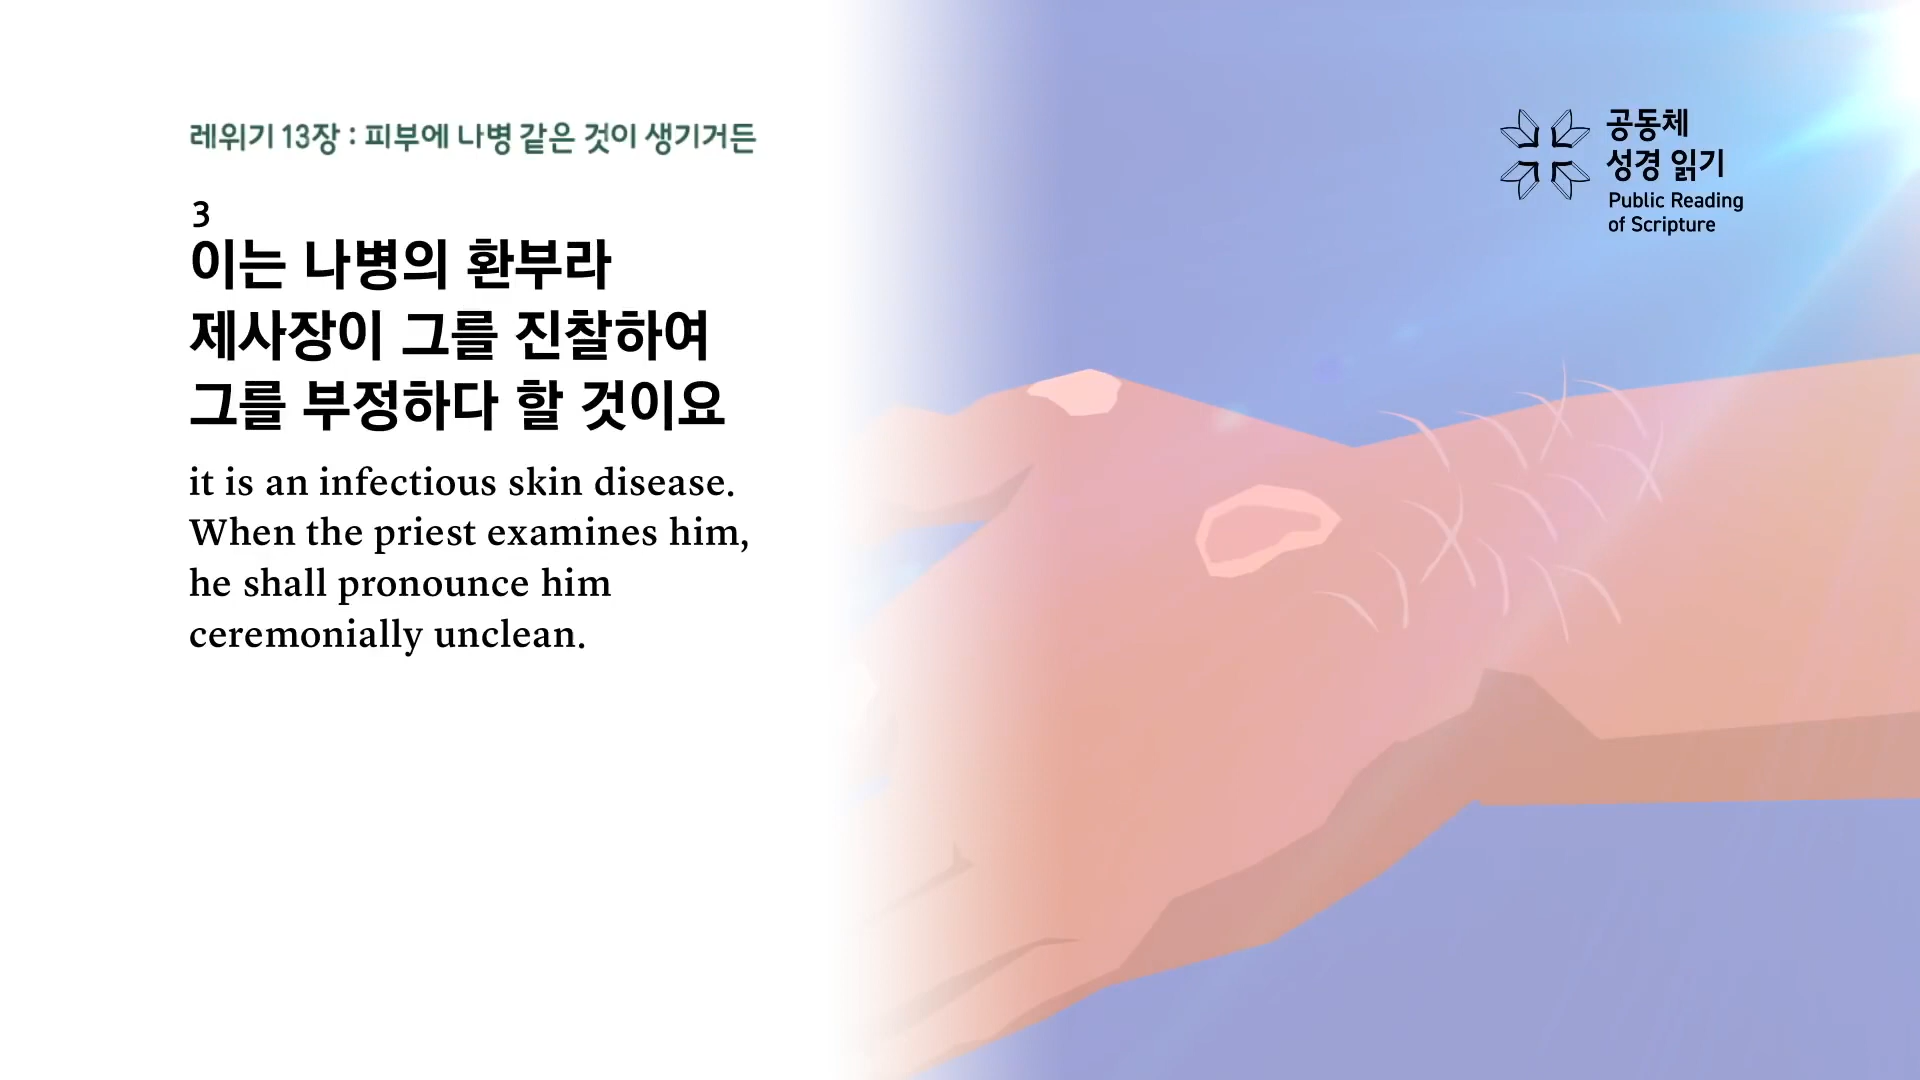 레위기 13장 : 피부에 나병 같은 것이 생기거든
3
이는 나병의 환부라
제사장이 그를 진찰하여
그를 부정하다 할 것이요
it is an infectious skin disease.
When the priest examines him,
he shall pronounce him
ceremonially unclean.
공동체
성경 읽기
Public Reading
of Scripture